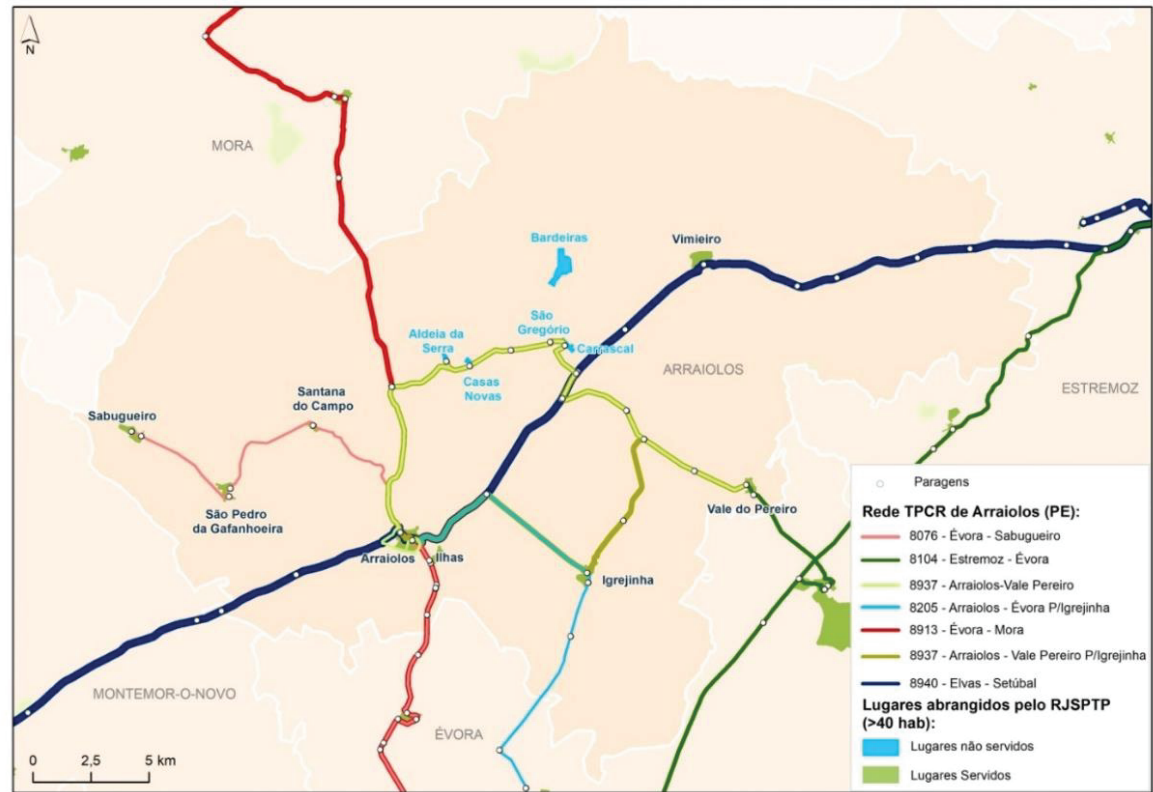 N
MORA
Bardeiras
Vimieiro
São
Gregório
Aldeia da
Serra
Carrascal
Casas
Novas
ARRAIOLOS
ESTREMOZ
Santana
do Campo
Sabugueiro
São Pedro
da Gafanhoeira
Vale do Pereiro
Arraiolos
Ilhas
Igrejinha
MONTEMOR-O-NOVO
ÉVORA
0 2,5 5 km
Paragens
Rede TPCR de Arraiolos (PE):
8076 - Évora - Sabugueiro
8104 - Estremoz - Évora
8937 - Arraiolos-Vale Pereiro
8205 - Arraiolos - Évora P/Igrejinha
8913 - Évora - Mora
8937 - Arraiolos - Vale Pereiro P/Igrejinha
8940 - Elvas - Setúbal
Lugares abrangidos pelo RJSPTP
(>40 hab):
Lugares não servidos
Lugares Servidos